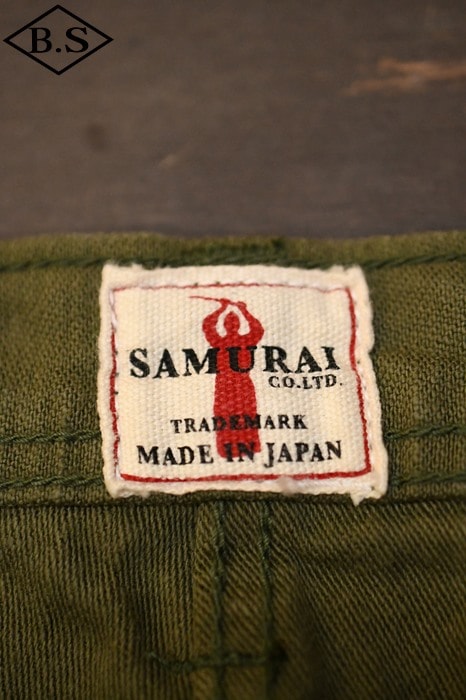 B.S
SAMURAI
CO.LTD.
TRADEMARK
MADE IN JAPAN